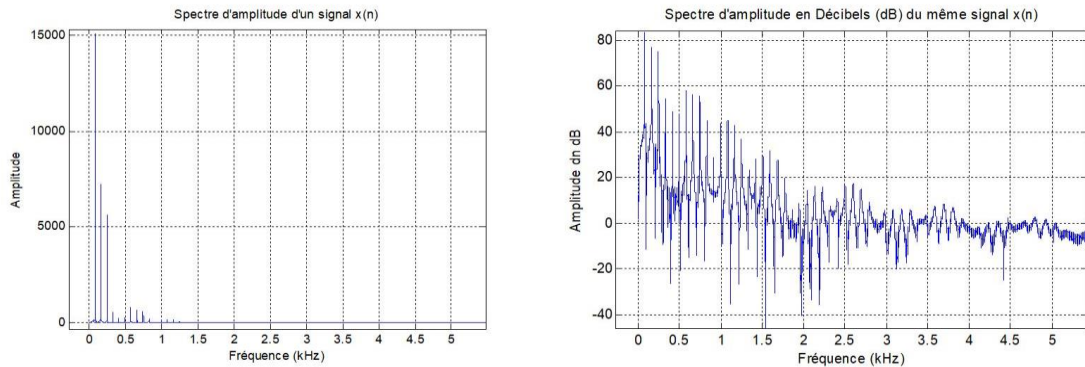 Spectre d'amplitude d'un signal x(n)
15000
10000
5000
0
Amplitude
0 0.5 1 1.5 2 2.5 3 3.5 4 4.5 5
Fréquence (kHz)
Spectre d'amplitude en Décibels (dB) du même signal x(n)
80
60
40
20
0
-20
-40
Amplitude dn dB
0 0.5 1 1.5 2 2.5 3 3.5 4 4.5 5
Fréquence (kHz)